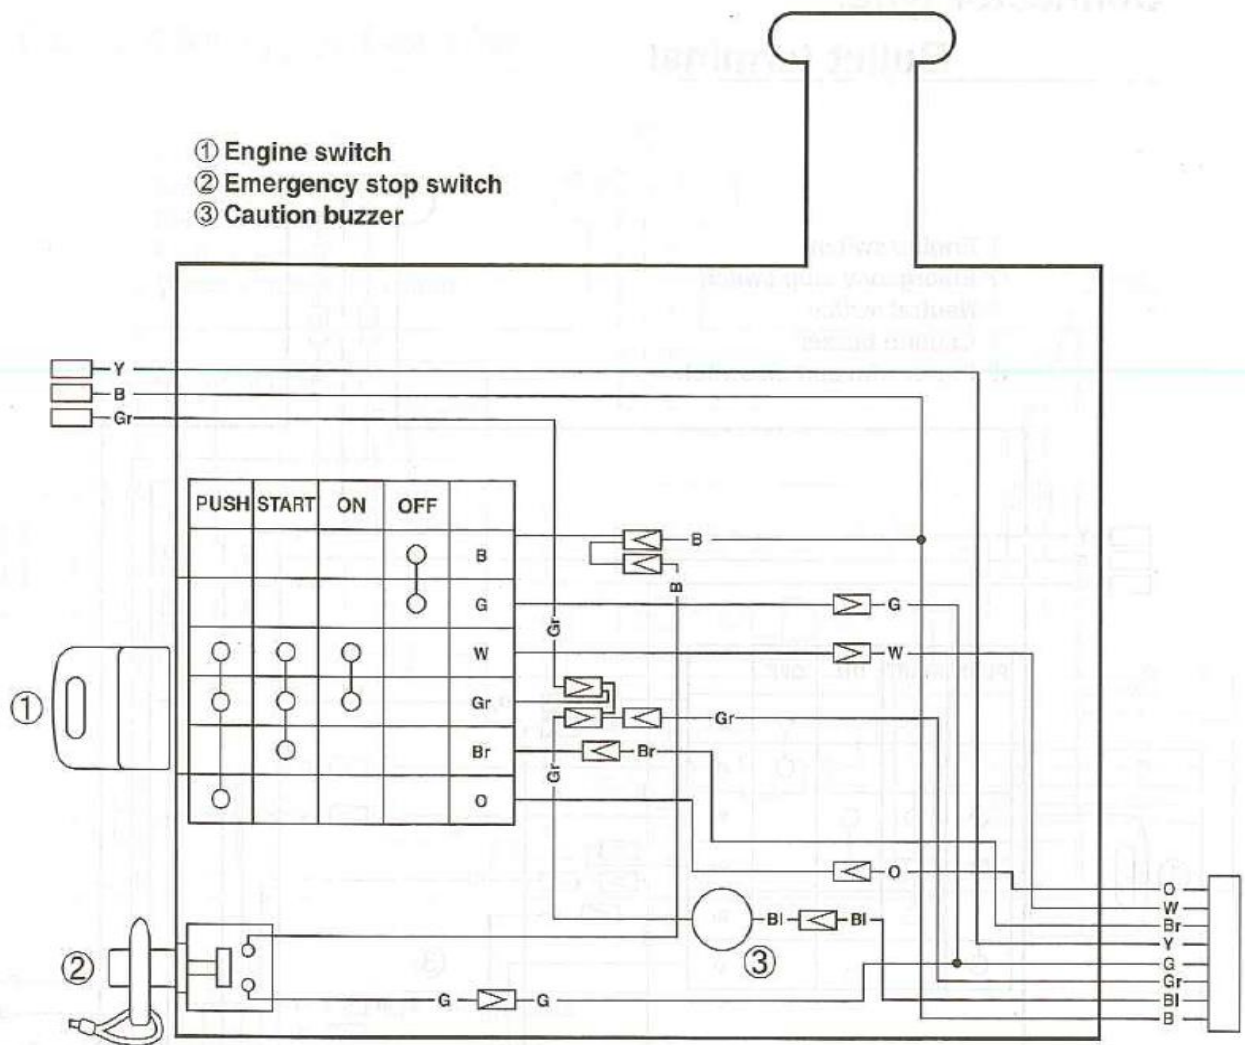 ① Engine switch
② Emergency stop switch
③ Caution buzzer
Y
B
Gr
PUSH START ON OFF
B
G
W
Gr
Br
O
B
B
G
W
Gr
Gr
Br
Gr
O
①
②
③
Bl Bl
G G
O
W
Br
Y
G
Gr
Bl
B